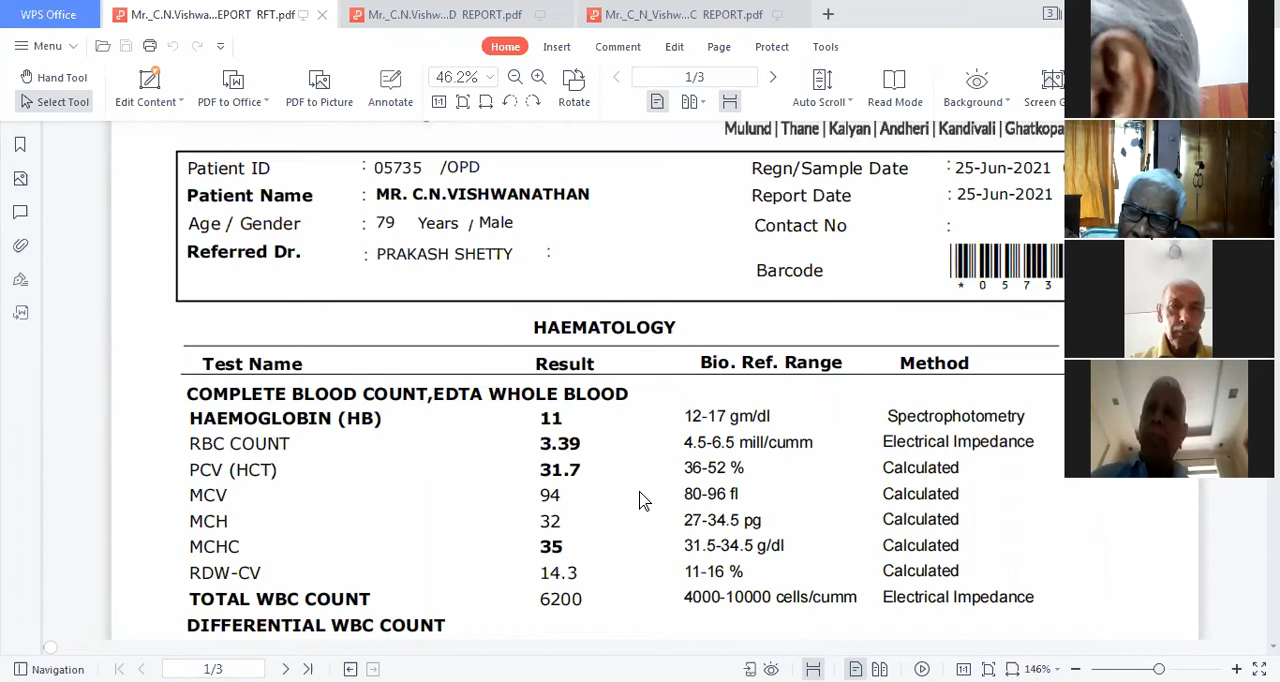 WPS Office Mr._C.N.Vishwa...EPORT RFT.pdf Mr._C.N.Vishw...D REPORT.pdf Mr._C_N_Vishw...C REPORT.pdf 3
Menu Home Insert Comment Edit Page Protect Tools
Hand Tool 46.2% 1/3
Select Tool Edit Content PDF to Office PDF to Picture Annotate Rotate Auto Scroll Read Mode Background Screen G
Mulund | Thane | Kalyan | Andheri | Kandivali | Ghatkopa
Patient ID : 05735 /OPD Regn/Sample Date : 25-Jun-2021
Patient Name : MR. C.N.VISHWANATHAN Report Date : 25-Jun-2021
Age / Gender : 79 Years / Male Contact No :
Referred Dr. : PRAKASH SHETTY :
Barcode
* 0 5 7 3
HAEMATOLOGY
Test Name Result Bio. Ref. Range Method
COMPLETE BLOOD COUNT,EDTA WHOLE BLOOD
HAEMOGLOBIN (HB) 11 12-17 gm/dl Spectrophotometry
RBC COUNT 3.39 4.5-6.5 mill/cumm Electrical Impedance
PCV (HCT) 31.7 36-52 % Calculated
MCV 94 80-96 fl Calculated
MCH 32 27-34.5 pg Calculated
MCHC 35 31.5-34.5 g/dl Calculated
RDW-CV 14.3 11-16 % Calculated
TOTAL WBC COUNT 6200 4000-10000 cells/cumm Electrical Impedance
DIFFERENTIAL WBC COUNT
Navigation 1/3 146%